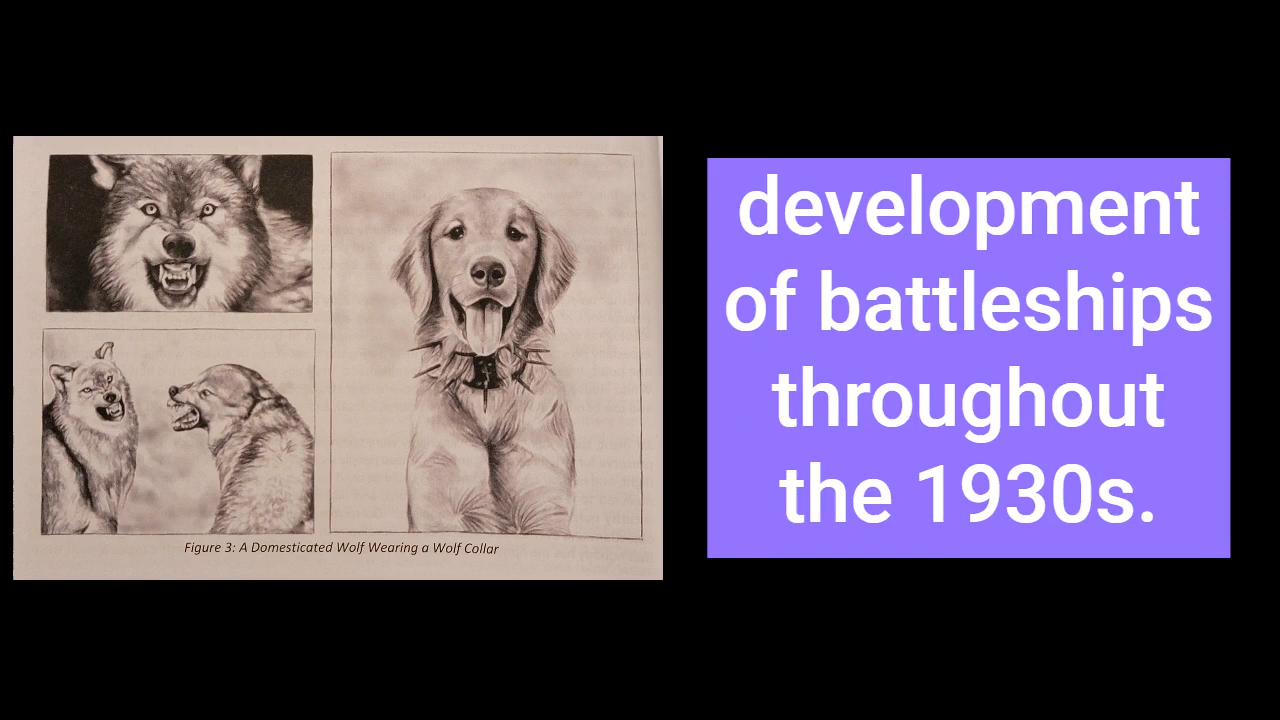 Figure 3: A Domesticated Wolf Wearing a Wolf Collar
development
of battleships
throughout
the 1930s.